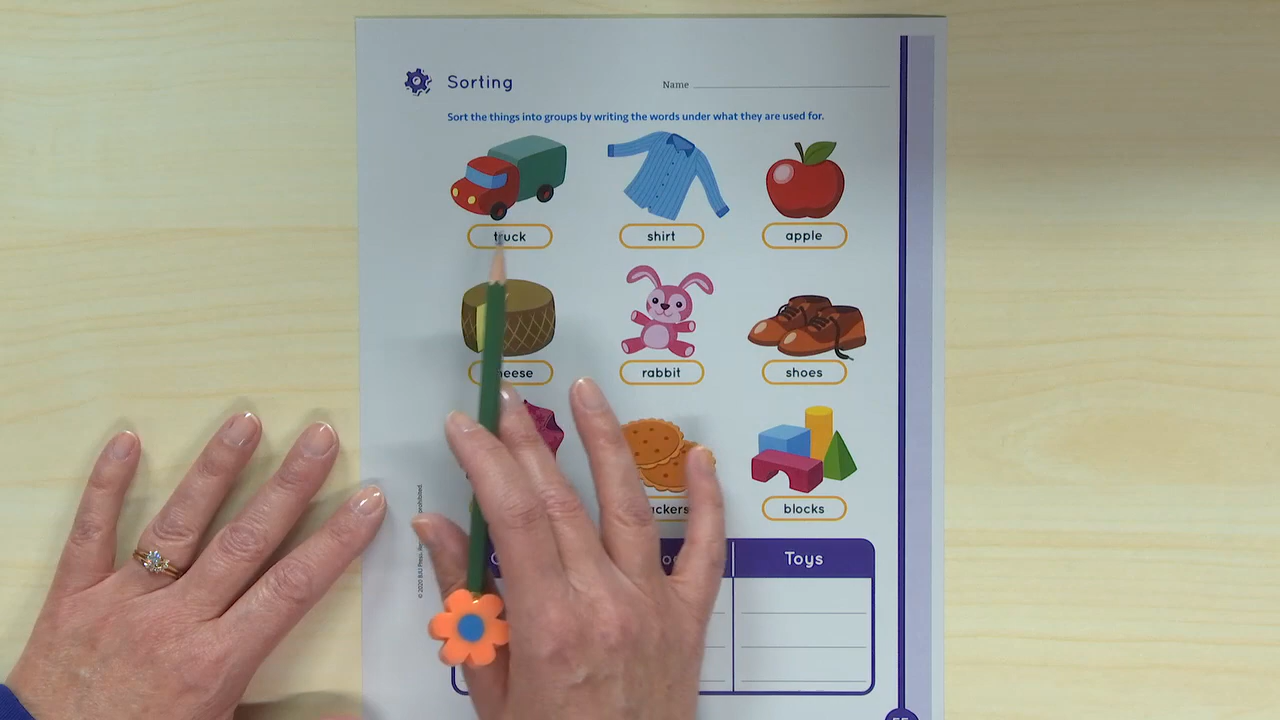 Sorting
Name
Sort the things into groups by writing the words under what they are used for.
truck shirt apple
rabbit shoes
blocks
Toys